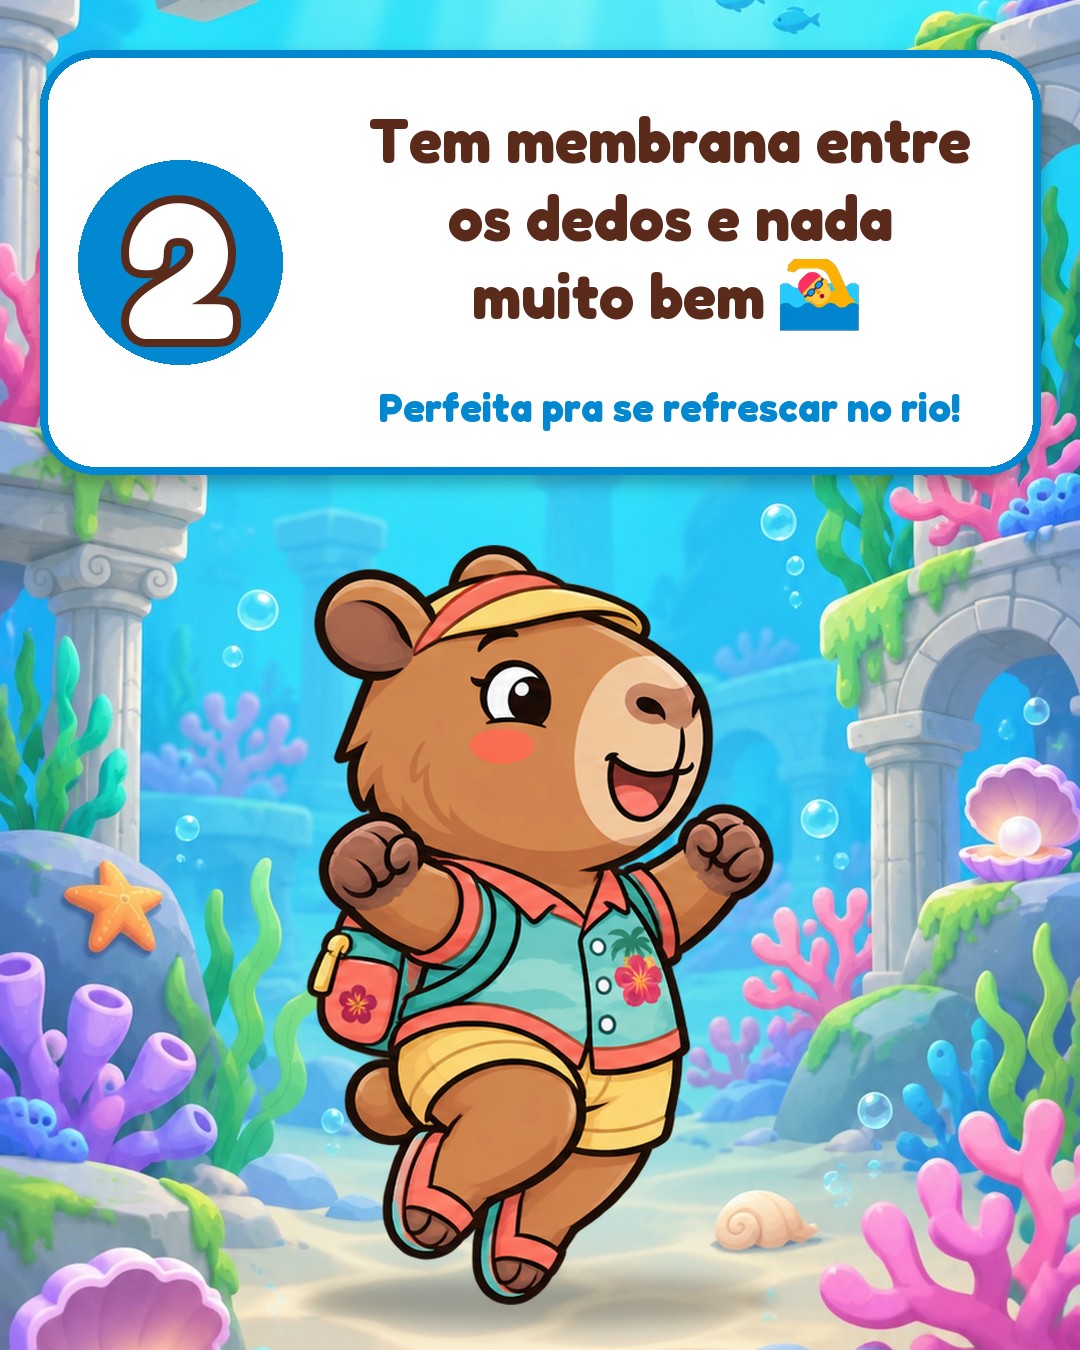 2
Tem membrana entre
os dedos e nada
muito bem 🏊
Perfeita pra se refrescar no rio!